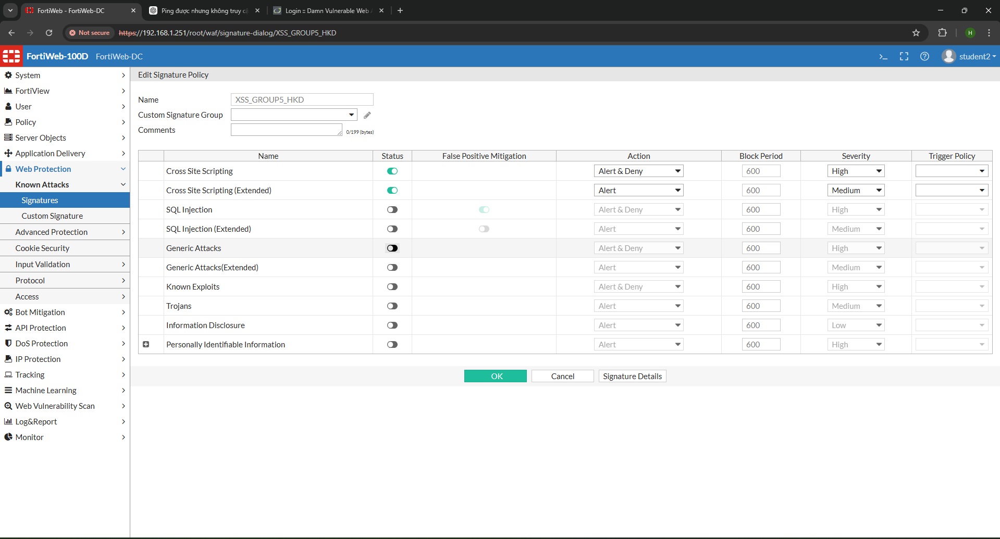 FortiWeb - FortiWeb-DC
Ping được nhưng không truy cậ
Login :: Damn Vulnerable Web A
Not secure
https://192.168.1.251/root/waf/signature-dialog/XSS_GROUP5_HKD
H
FortiWeb-100D FortiWeb-DC
student2
System
FortiView
User
Policy
Server Objects
Application Delivery
Web Protection
Known Attacks
Signatures
Custom Signature
Advanced Protection
Cookie Security
Input Validation
Protocol
Access
Bot Mitigation
API Protection
DoS Protection
IP Protection
Tracking
Machine Learning
Web Vulnerability Scan
Log&Report
Monitor
Edit Signature Policy
Name XSS_GROUP5_HKD
Custom Signature Group
Comments 0/199 (bytes)
Name Status False Positive Mitigation Action Block Period Severity Trigger Policy
Cross Site Scripting Alert & Deny 600 High
Cross Site Scripting (Extended) Alert 600 Medium
SQL Injection Alert & Deny 600 High
SQL Injection (Extended) Alert 600 Medium
Generic Attacks Alert & Deny 600 High
Generic Attacks(Extended) Alert 600 Medium
Known Exploits Alert & Deny 600 High
Trojans Alert 600 Medium
Information Disclosure Alert 600 Low
Personally Identifiable Information Alert 600 High
OK Cancel Signature Details